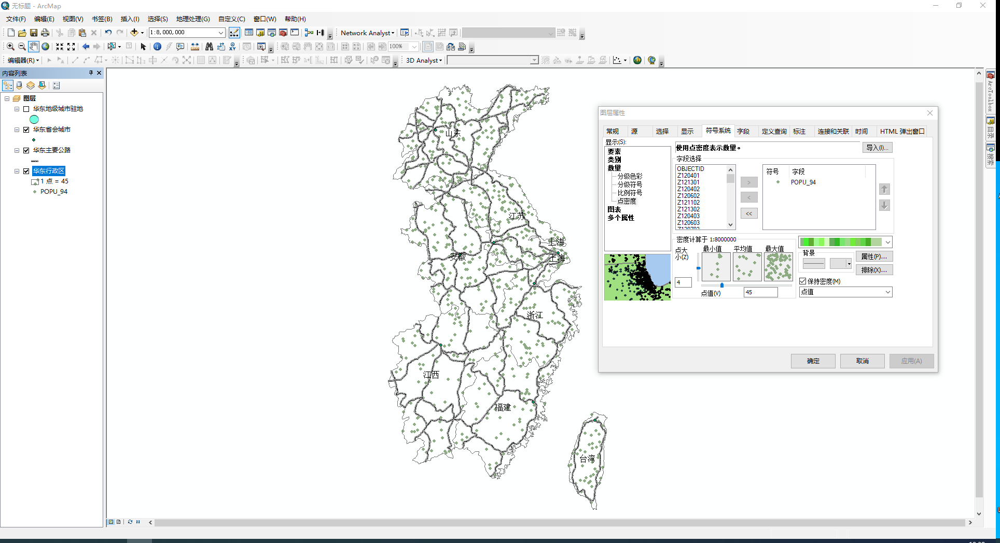 无标题 - ArcMap
文件(F) 编辑(E) 视图(V) 书签(B) 插入(I) 选择(S) 地理处理(G) 自定义(C) 窗口(W) 帮助(H)
1:8,000,000 Network Analyst
100%
编辑器(R) 3D Analyst
内容列表
图层
华东地级城市驻地
华东省会城市
华东主要公路
华东行政区
1 点 = 45
POPU_94
山东
江苏
上海
安徽
上海
浙江
江西
福建
台湾
图层属性
常规 源 选择 显示 符号系统 字段 定义查询 标注 连接和关联 时间 HTML 弹出窗口
显示(S):
要素
类别
数量
分级色彩
分级符号
比例符号
点密度
图表
多个属性
使用点密度表示数量。
导入(I)...
字段选择
OBJECTID
Z120401
Z121301
Z120402
Z120602
Z121102
Z121302
Z120403
Z120603
>
<
<<
符号 字段
POPU_94
密度计算于 1:8000000
点大小(Z)
最小值 平均值 最大值
4
点值(V) 45
背景
属性(P)...
排除(X)...
保持密度(M)
点值
确定 取消 应用(A)
ArcToolbox
目录
搜索